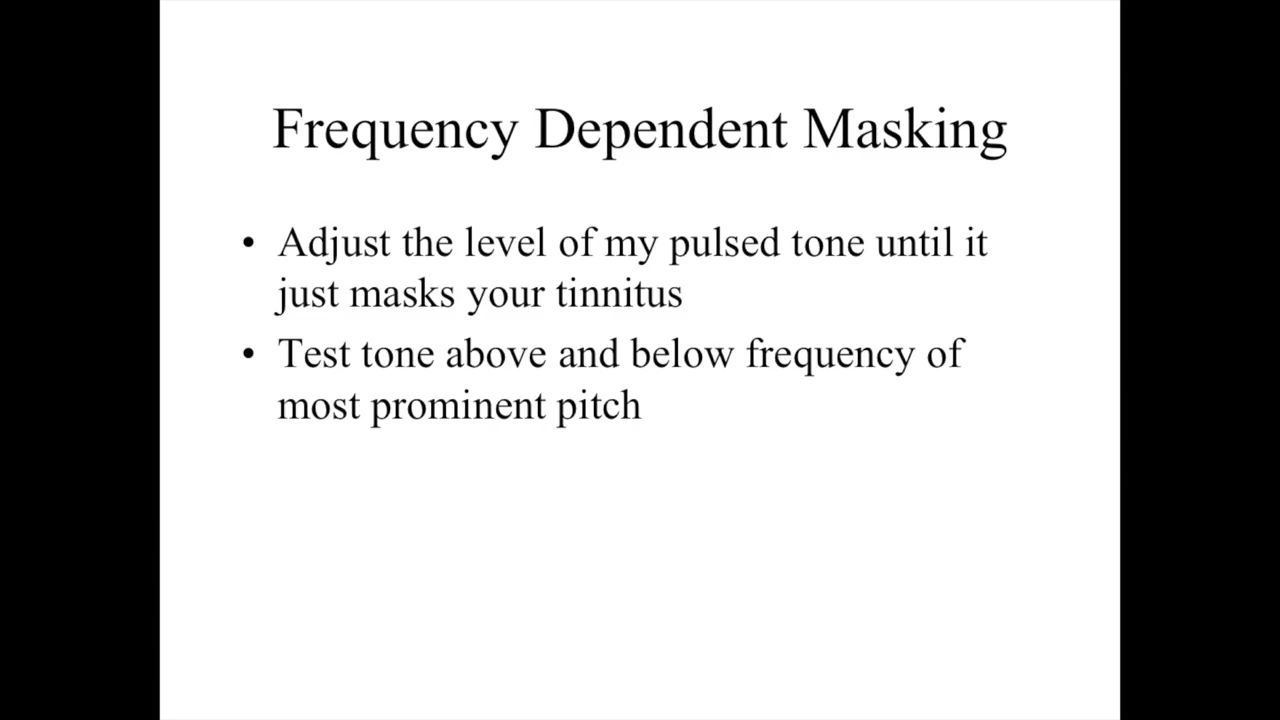 Frequency Dependent Masking
• Adjust the level of my pulsed tone until it
just masks your tinnitus
• Test tone above and below frequency of
most prominent pitch